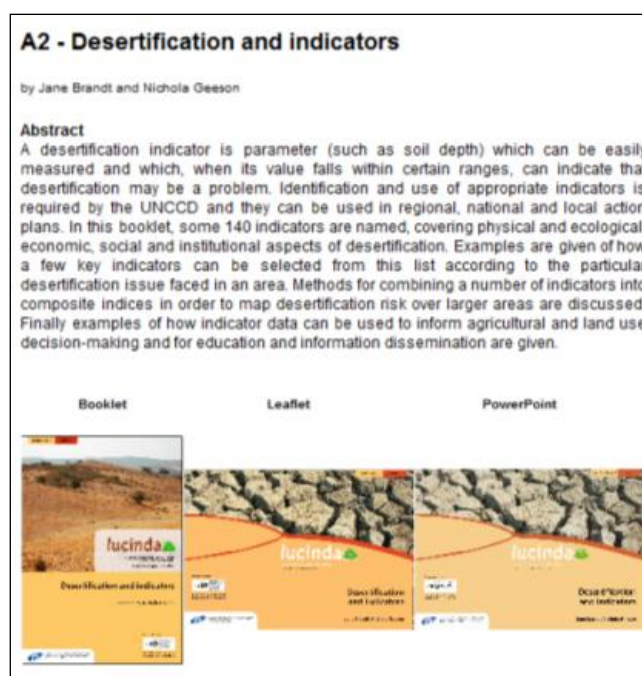 A2 - Desertification and indicators
by Jane Brandt and Nichola Geeson
Abstract
A desertification indicator is parameter (such as soil depth) which can be easily
measured and which, when its value falls within certain ranges, can indicate tha
desertification may be a problem. Identification and use of appropriate indicators is
required by the UNCCD and they can be used in regional, national and local action
plans. In this booklet, some 140 indicators are named, covering physical and ecological
economic, social and institutional aspects of desertification. Examples are given of how
a few key indicators can be selected from this list according to the particular
desertification issue faced in an area. Methods for combining a number of indicators into
composite indices in order to map desertification risk over larger areas are discussed
Finally examples of how indicator data can be used to inform agricultural and land use
decision-making and for education and information dissemination are given.
Booklet Leaflet PowerPoint
lucinda lucinda lucinda
Desertification and indicators
Desertification
and indicators
Desertification
and indicators